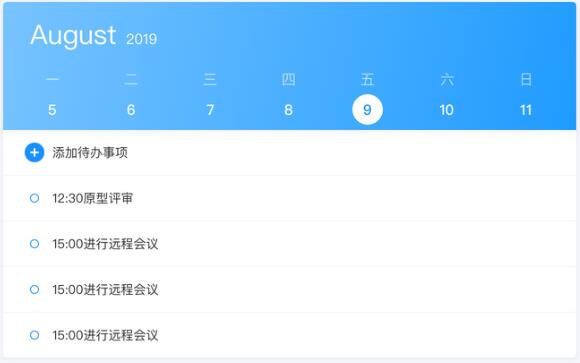 August 2019
一 二 三 四 五 六 日
5 6 7 8 9 10 11
添加待办事项
12:30原型评审
15:00进行远程会议
15:00进行远程会议
15:00进行远程会议